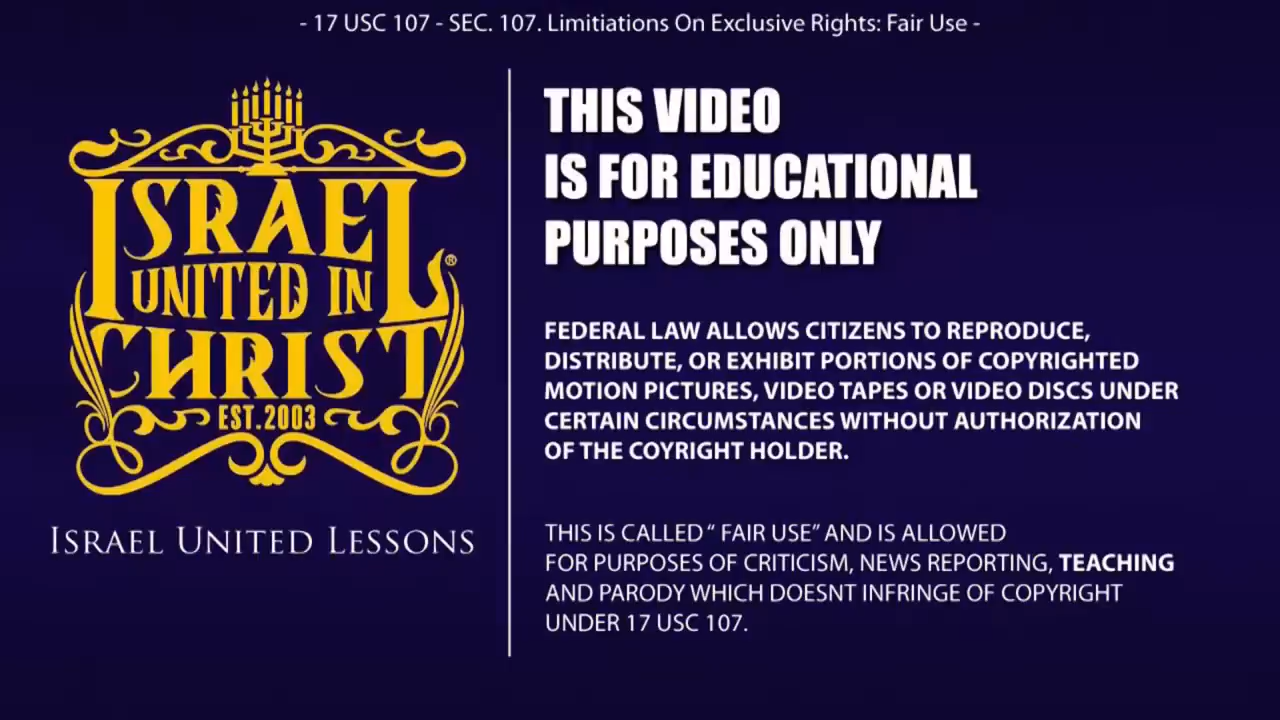 - 17 USC 107 - SEC. 107. Limitiations On Exclusive Rights: Fair Use -
ISRAEL
UNITED IN
CHRIST
®
EST.2003
ISRAEL UNITED LESSONS
THIS VIDEO
IS FOR EDUCATIONAL
PURPOSES ONLY
FEDERAL LAW ALLOWS CITIZENS TO REPRODUCE,
DISTRIBUTE, OR EXHIBIT PORTIONS OF COPYRIGHTED
MOTION PICTURES, VIDEO TAPES OR VIDEO DISCS UNDER
CERTAIN CIRCUMSTANCES WITHOUT AUTHORIZATION
OF THE COYRIGHT HOLDER.
THIS IS CALLED “ FAIR USE” AND IS ALLOWED
FOR PURPOSES OF CRITICISM, NEWS REPORTING, TEACHING
AND PARODY WHICH DOESNT INFRINGE OF COPYRIGHT
UNDER 17 USC 107.